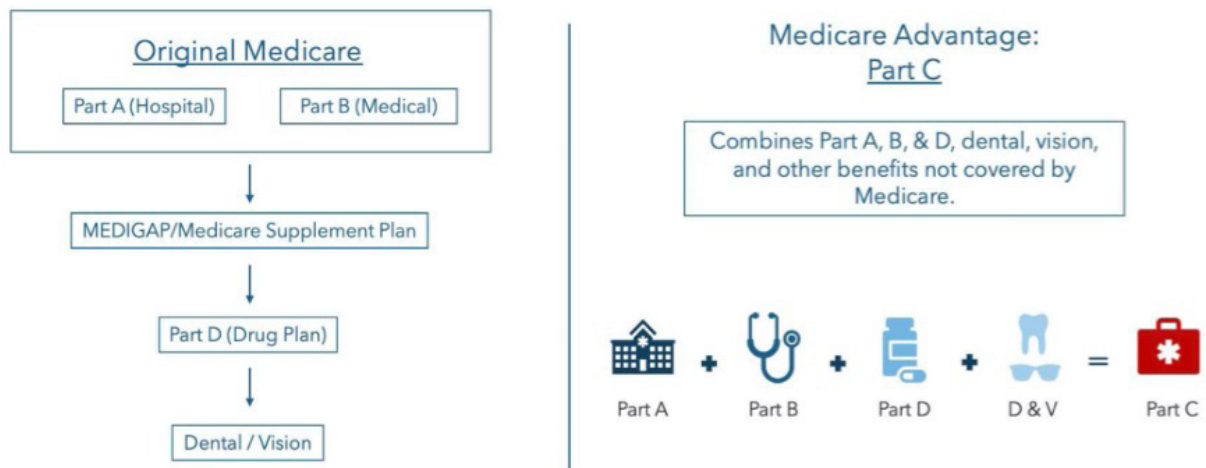 Original Medicare
Part A (Hospital)
Part B (Medical)
MEDIGAP/Medicare Supplement Plan
Part D (Drug Plan)
Dental / Vision
Medicare Advantage:
Part C
Combines Part A, B, & D, dental, vision,
and other benefits not covered by
Medicare.
+ + + =
Part A Part B Part D D & V Part C